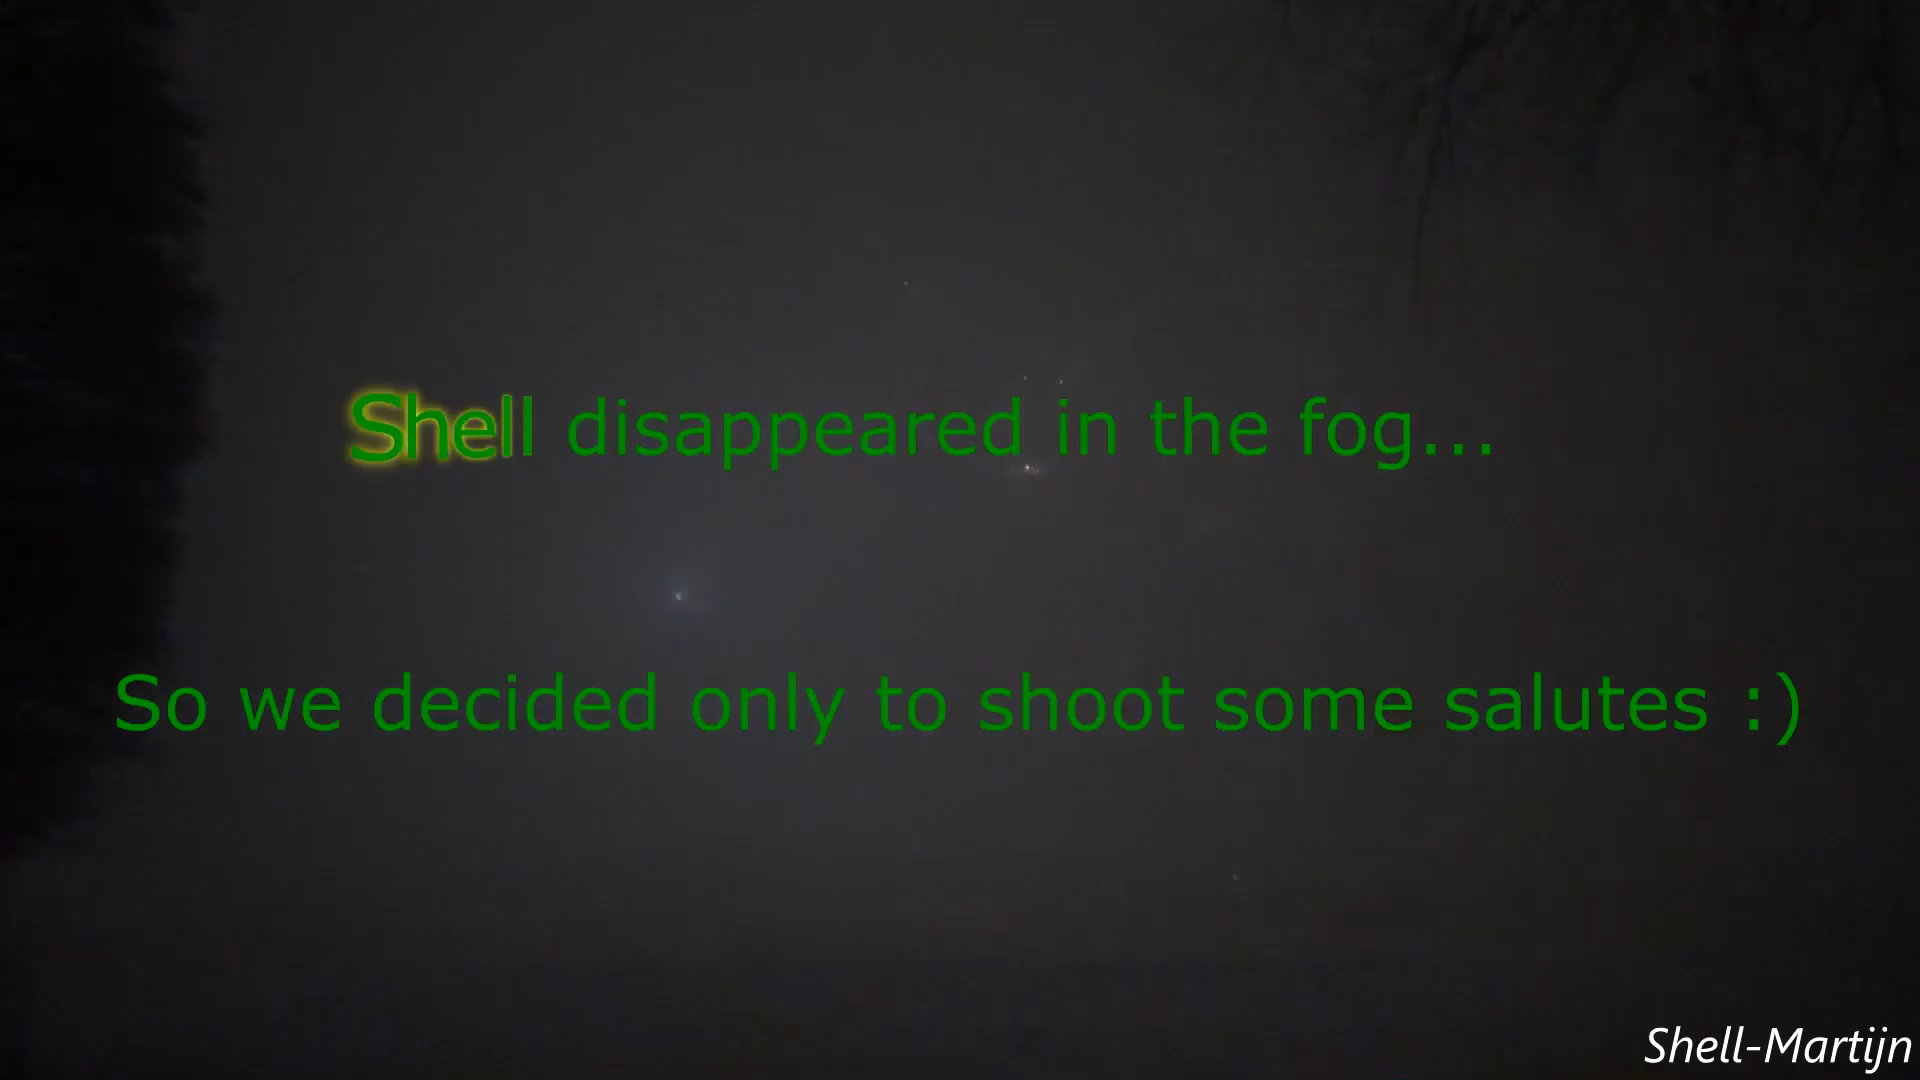 Shell disappeared in the fog...
So we decided only to shoot some salutes :)
Shell-Martijn